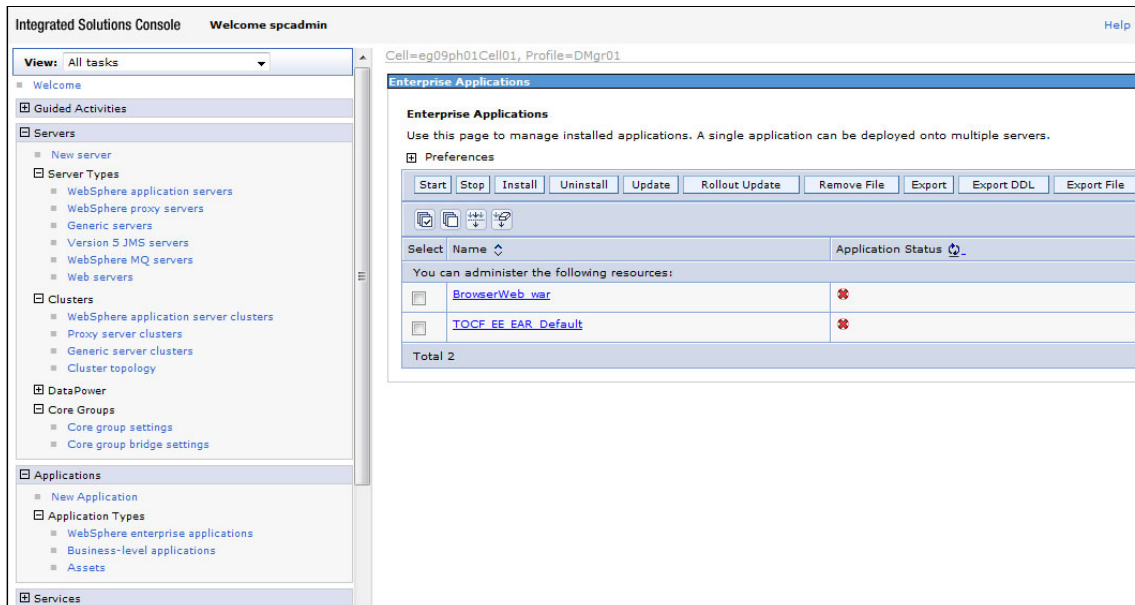 Integrated Solutions Console Welcome spcadmin Help
View: All tasks
Welcome
Guided Activities
Servers
New server
Server Types
WebSphere application servers
WebSphere proxy servers
Generic servers
Version 5 JMS servers
WebSphere MQ servers
Web servers
Clusters
WebSphere application server clusters
Proxy server clusters
Generic server clusters
Cluster topology
DataPower
Core Groups
Core group settings
Core group bridge settings
Applications
New Application
Application Types
WebSphere enterprise applications
Business-level applications
Assets
Services
Cell=eg09ph01Cell01, Profile=DMgr01
Enterprise Applications
Enterprise Applications
Use this page to manage installed applications. A single application can be deployed onto multiple servers.
Preferences
Start Stop Install Uninstall Update Rollout Update Remove File Export Export DDL Export File
Select Name Application Status
You can administer the following resources:
BrowserWeb_war
TOCF_EE_EAR_Default
Total 2